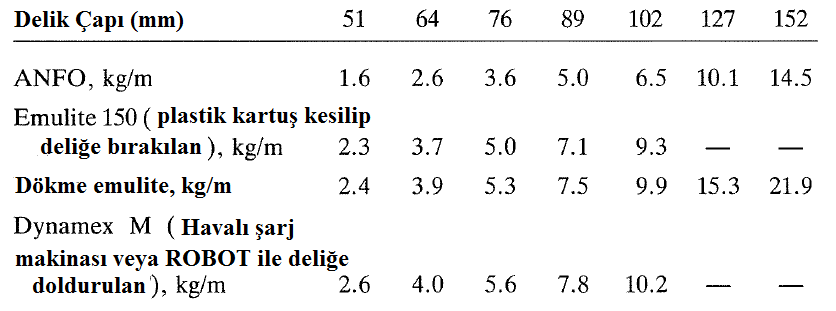 Delik Çapı (mm) 51 64 76 89 102 127 152
ANFO, kg/m 1.6 2.6 3.6 5.0 6.5 10.1 14.5
Emulite 150 ( plastik kartuş kesilip
deliğe bırakılan ), kg/m 2.3 3.7 5.0 7.1 9.3 — —
Dökme emulite, kg/m 2.4 3.9 5.3 7.5 9.9 15.3 21.9
Dynamex M ( Havalı şarj
makinası veya ROBOT ile deliğe
doldurulan ), kg/m 2.6 4.0 5.6 7.8 10.2 — —